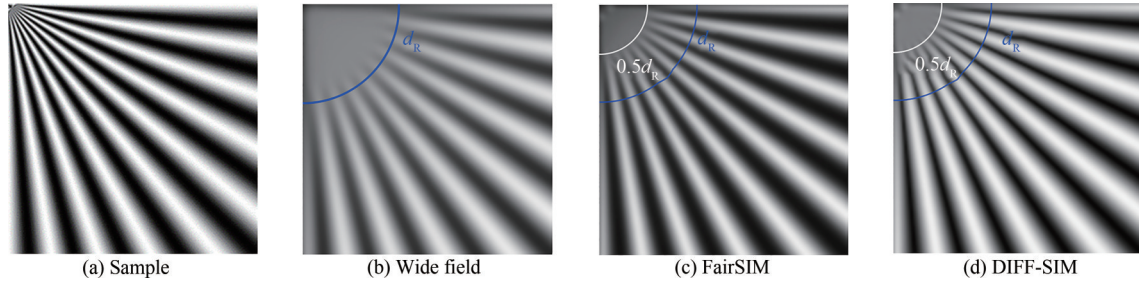 d_R
d_R
0.5d_R
d_R
0.5d_R
(a) Sample
(b) Wide field
(c) FairSIM
(d) DIFF-SIM